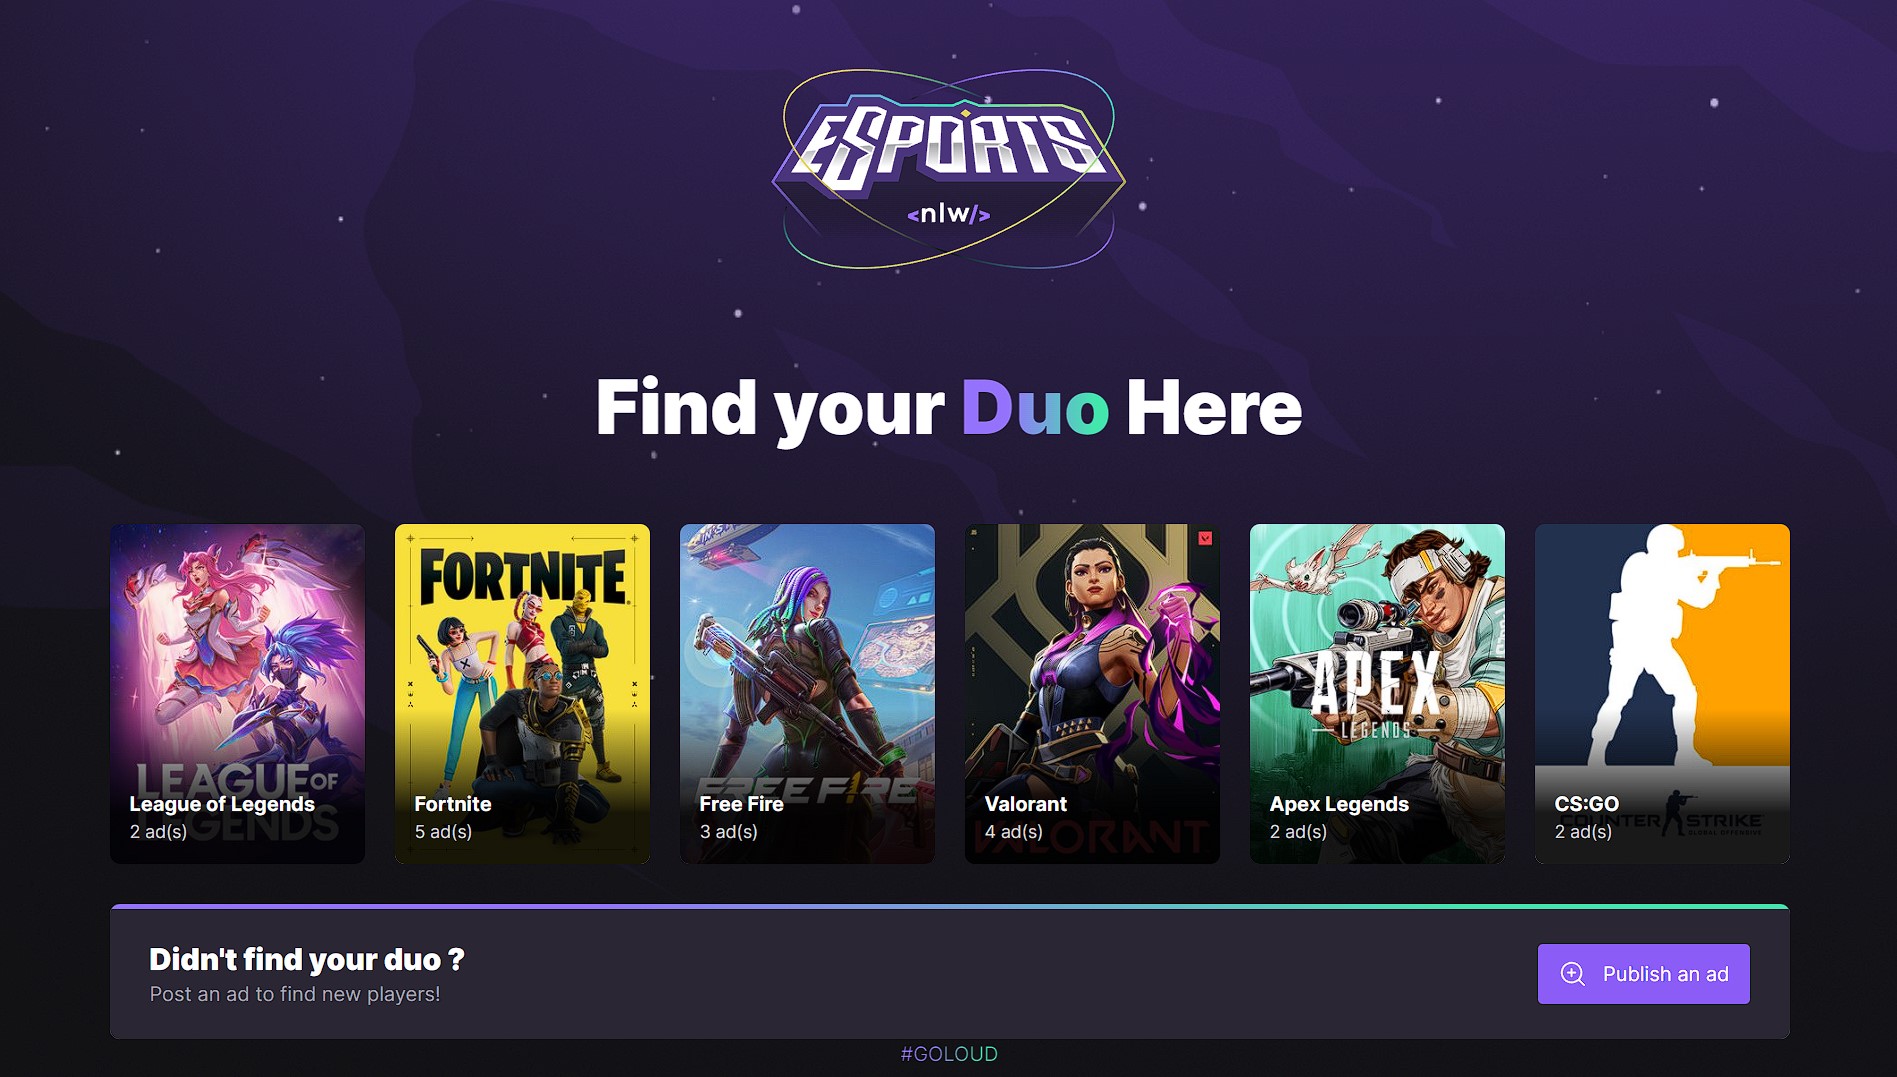 ESPORTS
<nlw/>
Find your Duo Here
LEAGUE OF
LEGENDS
League of Legends
2 ad(s)
FORTNITE
Fortnite
5 ad(s)
FREE FIRE
Free Fire
3 ad(s)
VALORANT
Valorant
4 ad(s)
APEX
LEGENDS
Apex Legends
2 ad(s)
COUNTER STRIKE
GLOBAL OFFENSIVE
CS:GO
2 ad(s)
Didn't find your duo ?
Post an ad to find new players!
Publish an ad
#GOLOUD